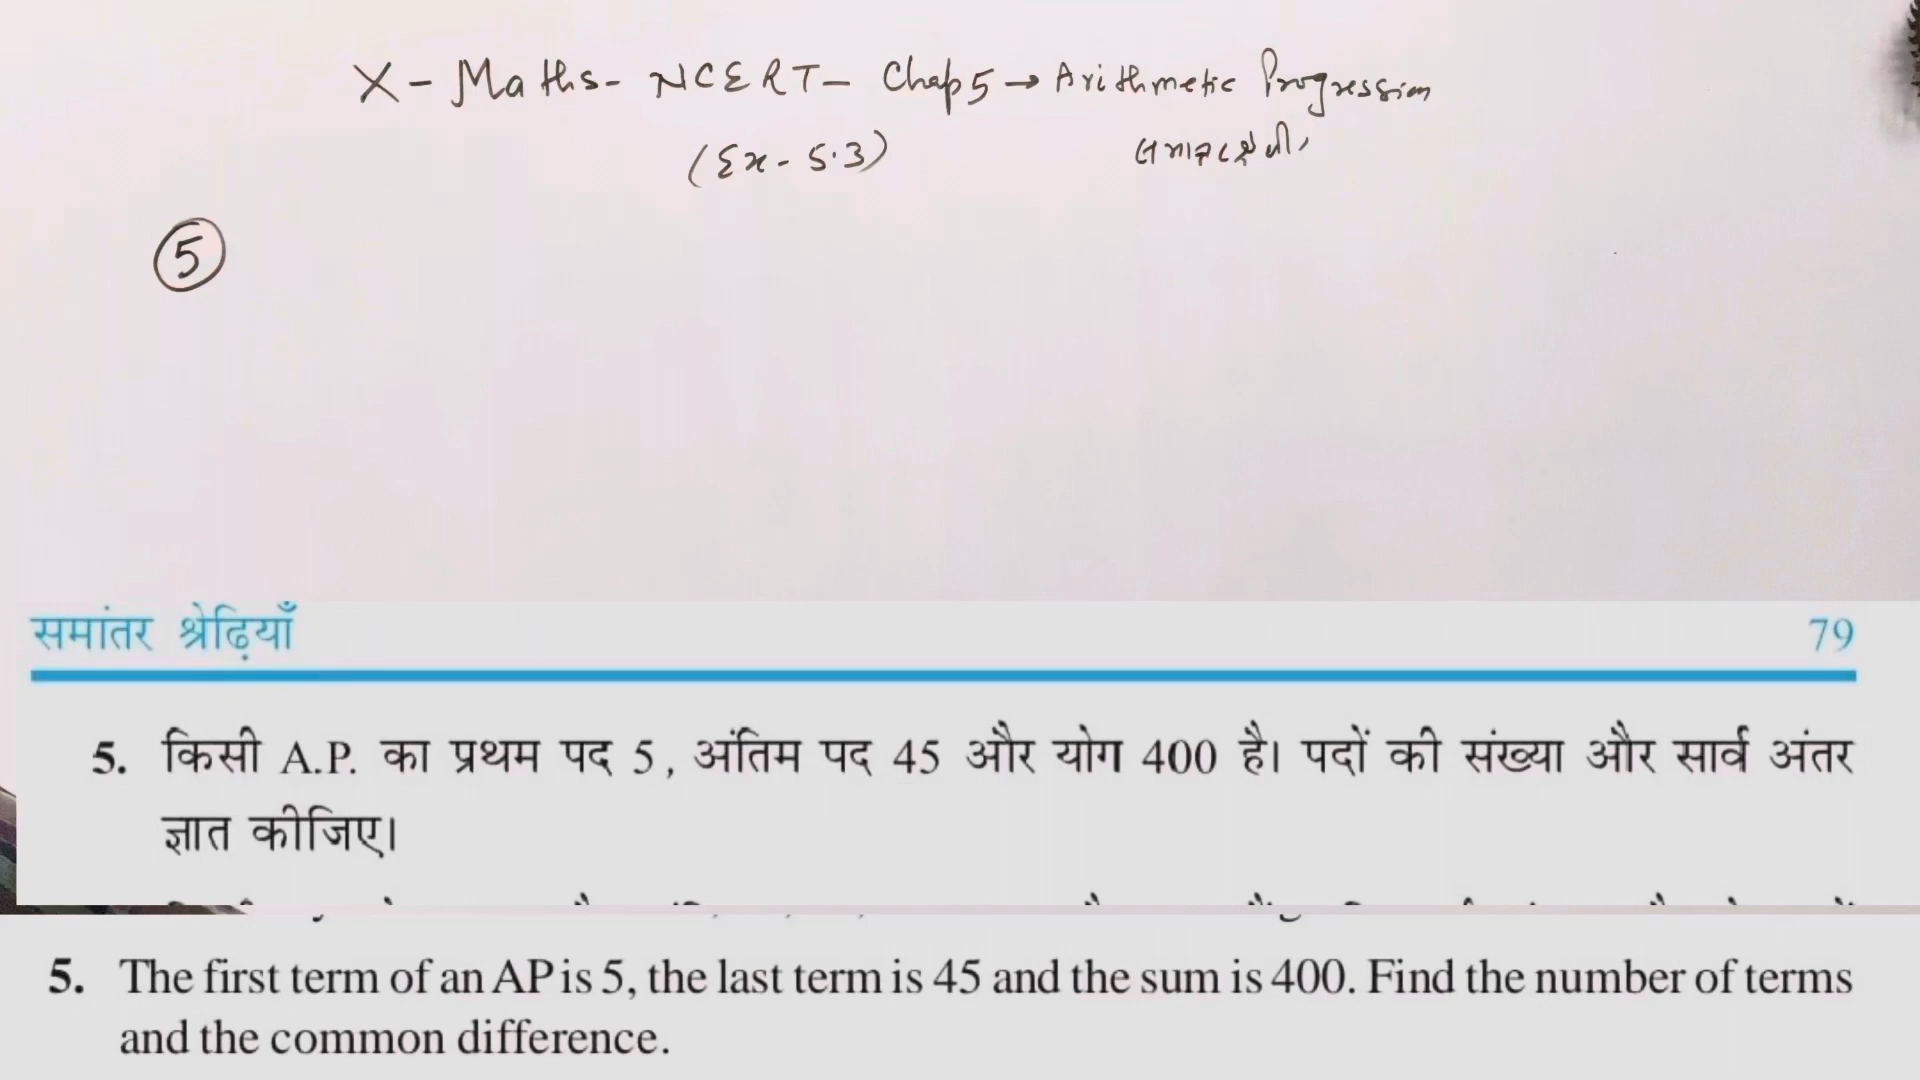 X - Maths - NCERT - Chap 5 → Arithmetic Progression
(Ex - 5.3)
5
समांतर श्रेढ़ियाँ 79
5. किसी A.P. का प्रथम पद 5, अंतिम पद 45 और योग 400 है। पदों की संख्या और सार्व अंतर
ज्ञात कीजिए।
5. The first term of an AP is 5, the last term is 45 and the sum is 400. Find the number of terms
and the common difference.